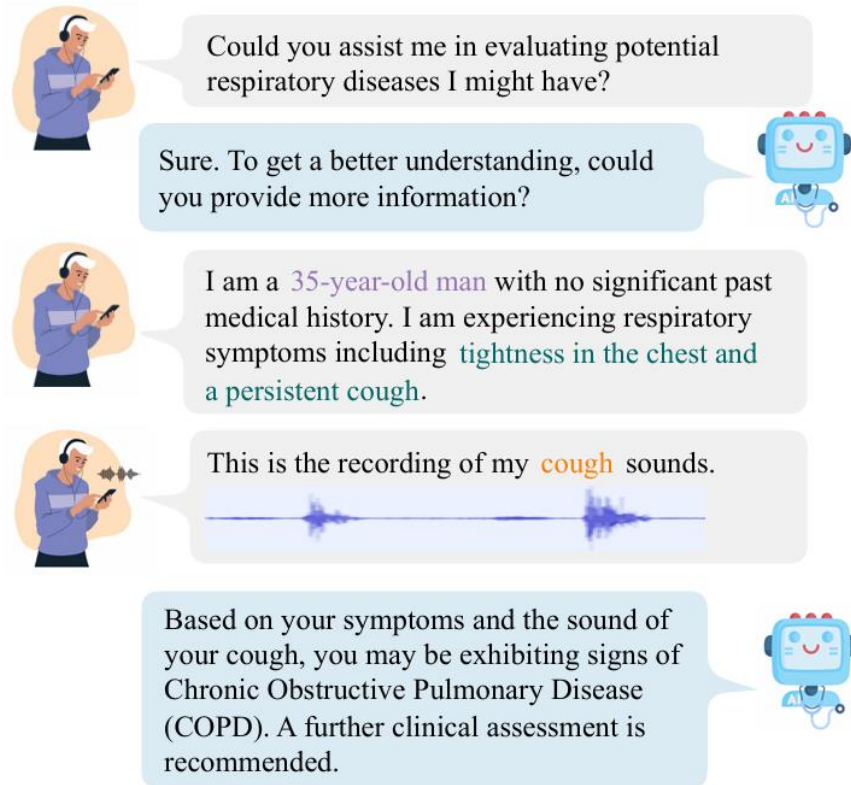 Could you assist me in evaluating potential
respiratory diseases I might have?
Sure. To get a better understanding, could
you provide more information?
AI
I am a 35-year-old man with no significant past
medical history. I am experiencing respiratory
symptoms including tightness in the chest and
a persistent cough.
This is the recording of my cough sounds.
Based on your symptoms and the sound of
your cough, you may be exhibiting signs of
Chronic Obstructive Pulmonary Disease
(COPD). A further clinical assessment is
recommended.
AI